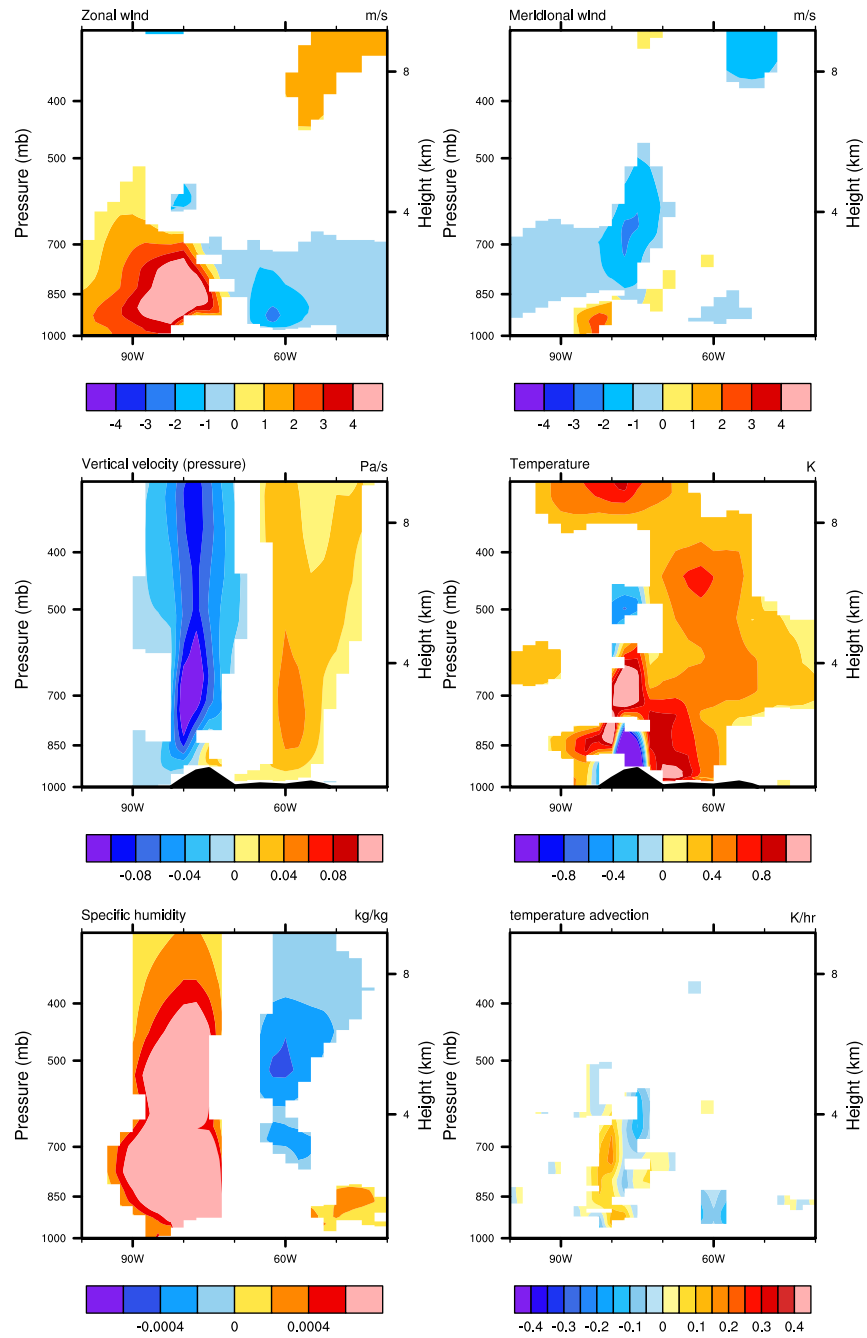 Zonal wind m/s
Meridional wind m/s
400
500
700
850
1000
8
4
Pressure (mb)
Height (km)
90W 60W
-4 -3 -2 -1 0 1 2 3 4
400
500
700
850
1000
8
4
Pressure (mb)
Height (km)
90W 60W
-4 -3 -2 -1 0 1 2 3 4
Vertical velocity (pressure) Pa/s
Temperature K
400
500
700
850
1000
8
4
Pressure (mb)
Height (km)
90W 60W
-0.08 -0.04 0 0.04 0.08
400
500
700
850
1000
8
4
Pressure (mb)
Height (km)
90W 60W
-0.8 -0.4 0 0.4 0.8
Specific humidity kg/kg
temperature advection K/hr
400
500
700
850
1000
8
4
Pressure (mb)
Height (km)
90W 60W
-0.0004 0 0.0004
400
500
700
850
1000
8
4
Pressure (mb)
Height (km)
90W 60W
-0.4 -0.3 -0.2 -0.1 0 0.1 0.2 0.3 0.4